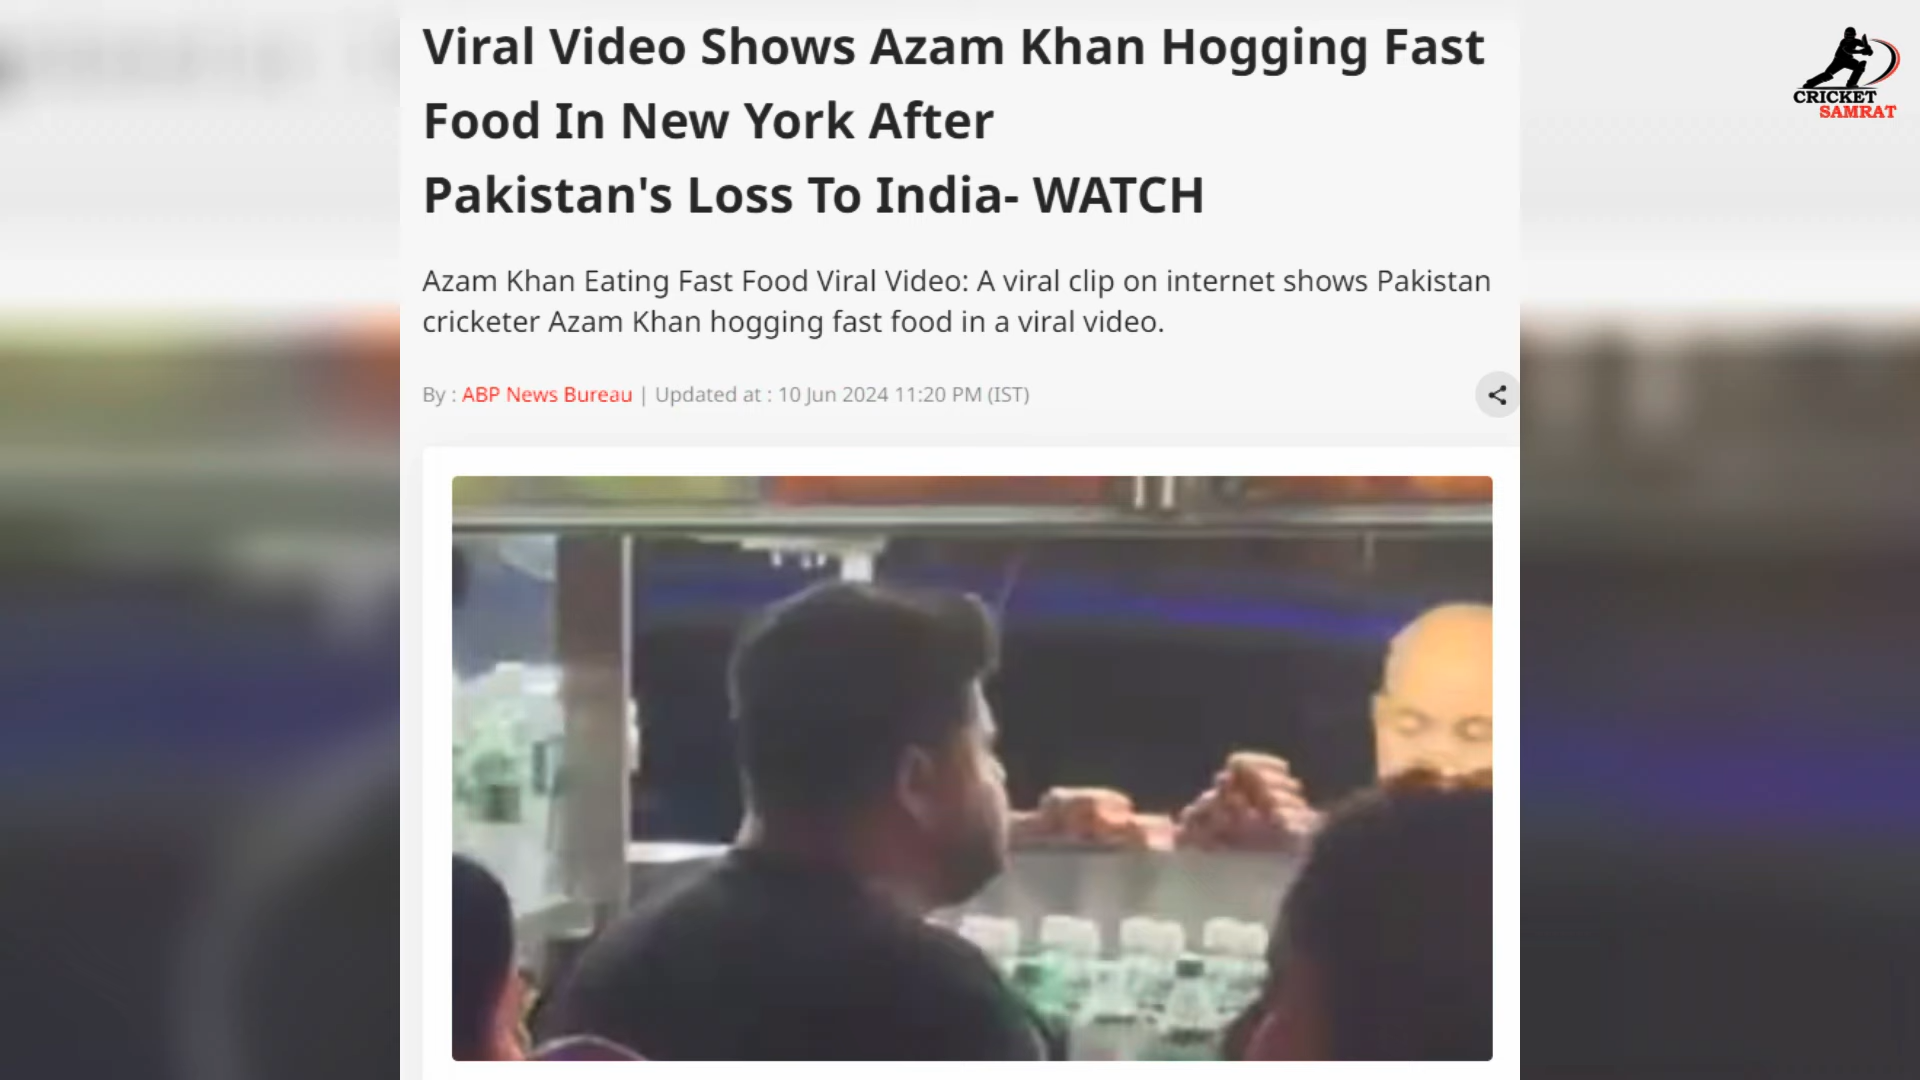 Viral Video Shows Azam Khan Hogging Fast
Food In New York After
Pakistan's Loss To India- WATCH
Azam Khan Eating Fast Food Viral Video: A viral clip on internet shows Pakistan
cricketer Azam Khan hogging fast food in a viral video.
By : ABP News Bureau | Updated at : 10 Jun 2024 11:20 PM (IST)
CRICKET
SAMRAT